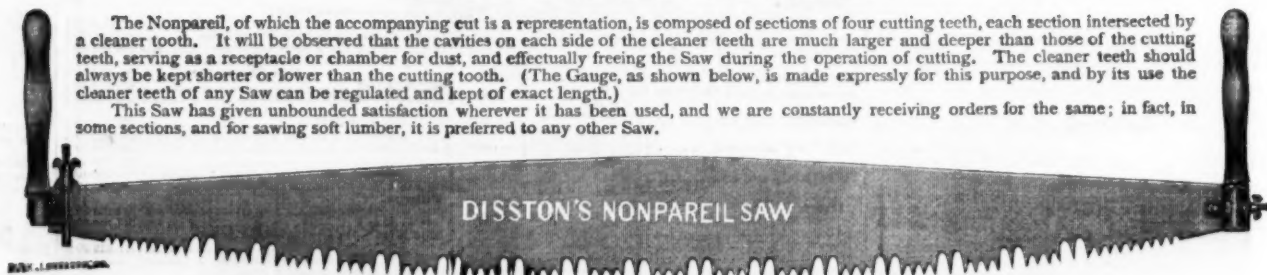 The Nonpareil, of which the accompanying cut is a representation, is composed of sections of four cutting teeth, each section intersected by
a cleaner tooth. It will be observed that the cavities on each side of the cleaner teeth are much larger and deeper than those of the cutting
teeth, serving as a receptacle or chamber for dust, and effectually freeing the Saw during the operation of cutting. The cleaner teeth should
always be kept shorter or lower than the cutting tooth. (The Gauge, as shown below, is made expressly for this purpose, and by its use the
cleaner teeth of any Saw can be regulated and kept of exact length.)
This Saw has given unbounded satisfaction wherever it has been used, and we are constantly receiving orders for the same; in fact, in
some sections, and for sawing soft lumber, it is preferred to any other Saw.
DISSTON'S NONPAREIL SAW